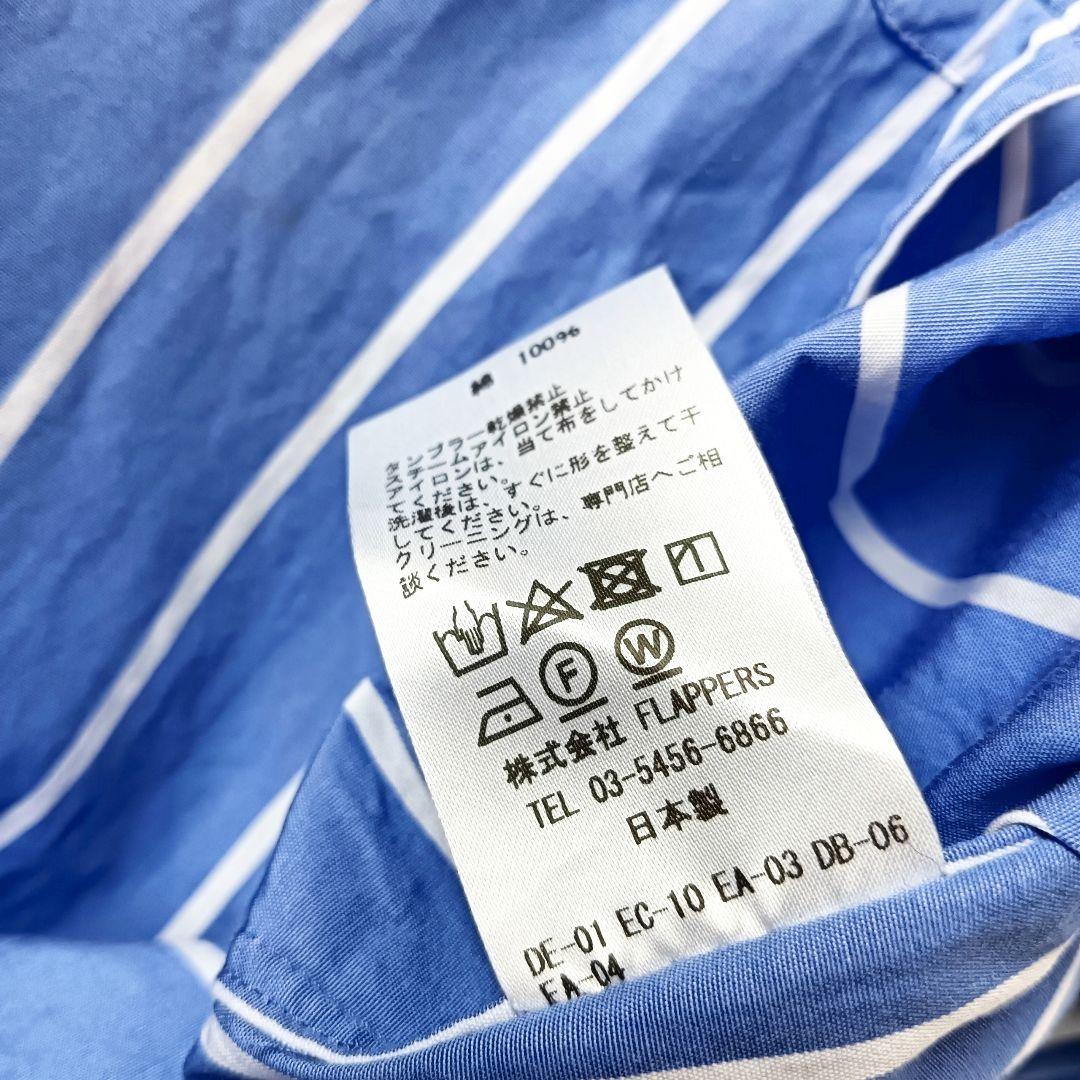 綿 100%
タンブラー乾燥禁止
スチームアイロン禁止
アイロンは、当て布をしてかけ
てください。
洗濯後は、すぐに形を整えて干
してください。
クリーニングは、専門店へご相
談ください。
F W
株式会社 FLAPPERS
TEL 03-5456-6866
日本製
DE-01 EC-10 EA-03 DB-06
EA-04